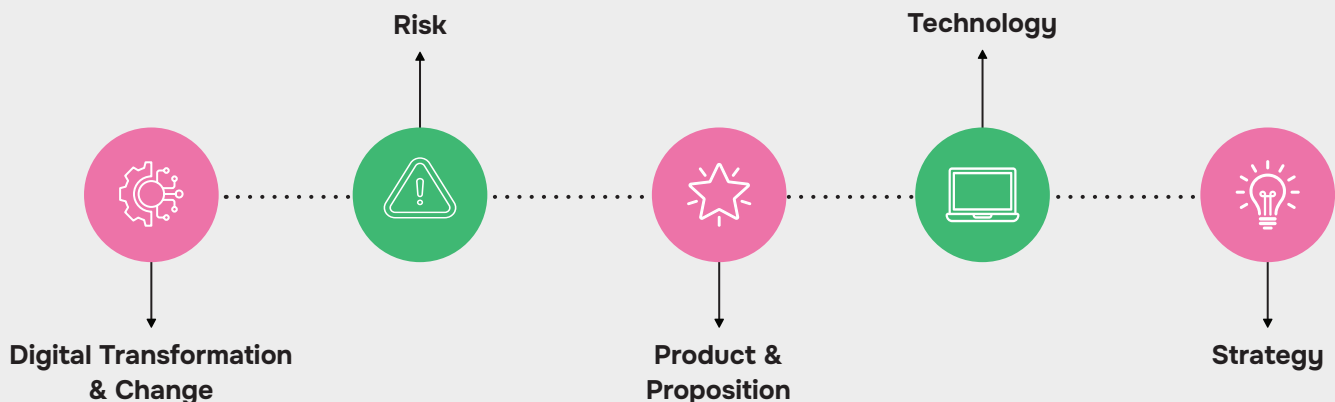 Risk
Technology
Digital Transformation
& Change
Product &
Proposition
Strategy